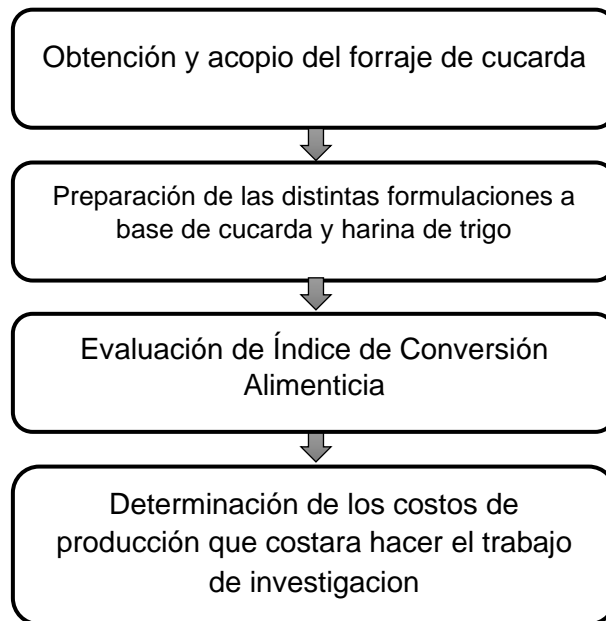 Obtención y acopio del forraje de cucarda
Preparación de las distintas formulaciones a
base de cucarda y harina de trigo
Evaluación de Índice de Conversión
Alimenticia
Determinación de los costos de
producción que costara hacer el trabajo
de investigacion